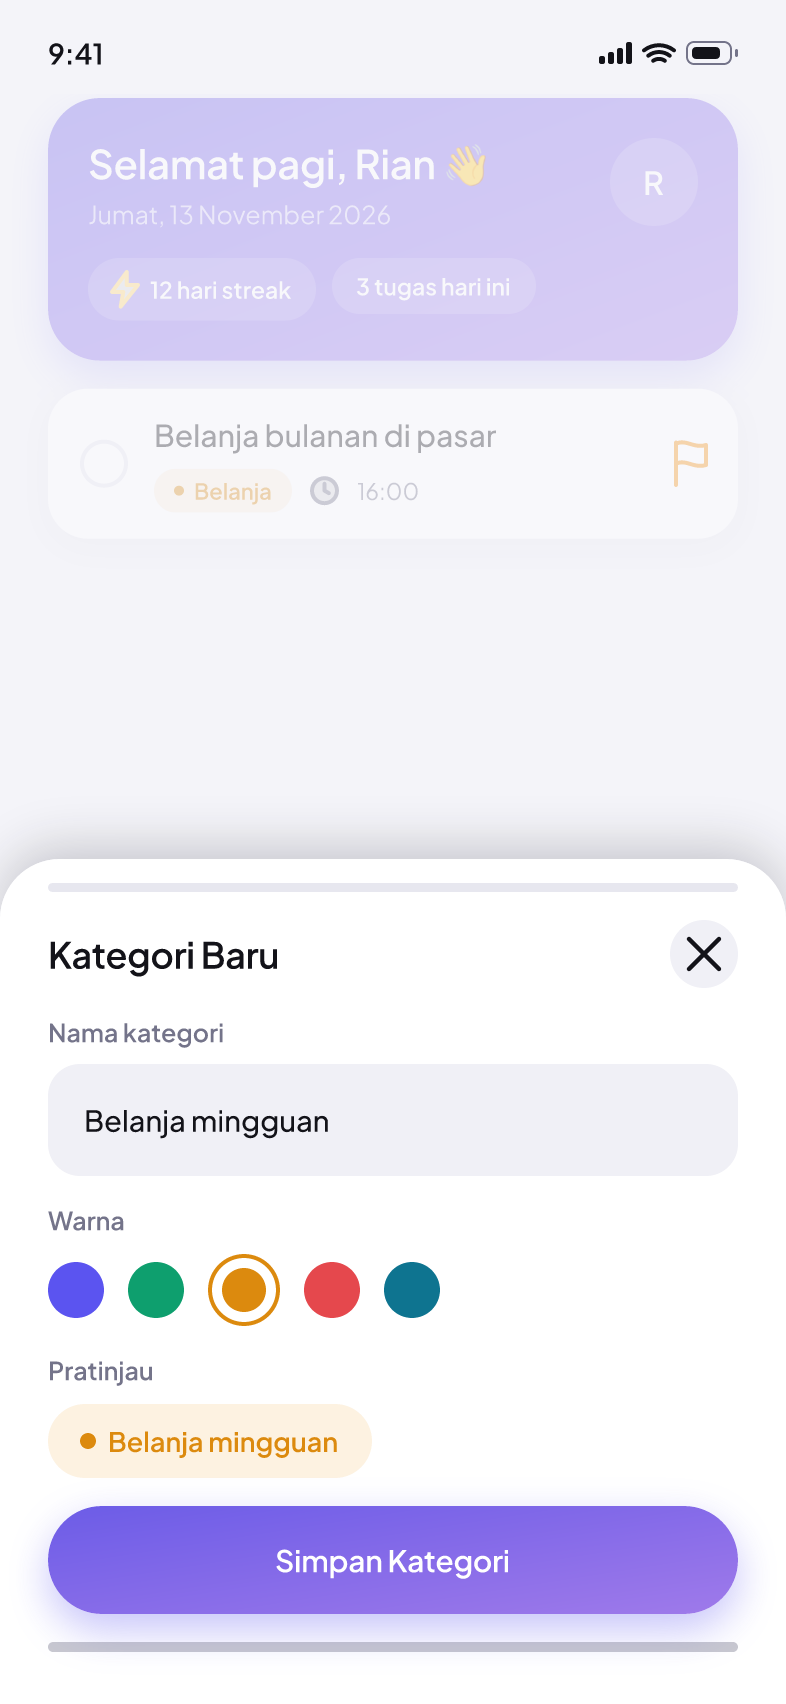 9:41
Selamat pagi, Rian 👋
R
Jumat, 13 November 2026
12 hari streak
3 tugas hari ini
Belanja bulanan di pasar
Belanja
16:00
Kategori Baru
Nama kategori
Belanja mingguan
Warna
Pratinjau
Belanja mingguan
Simpan Kategori